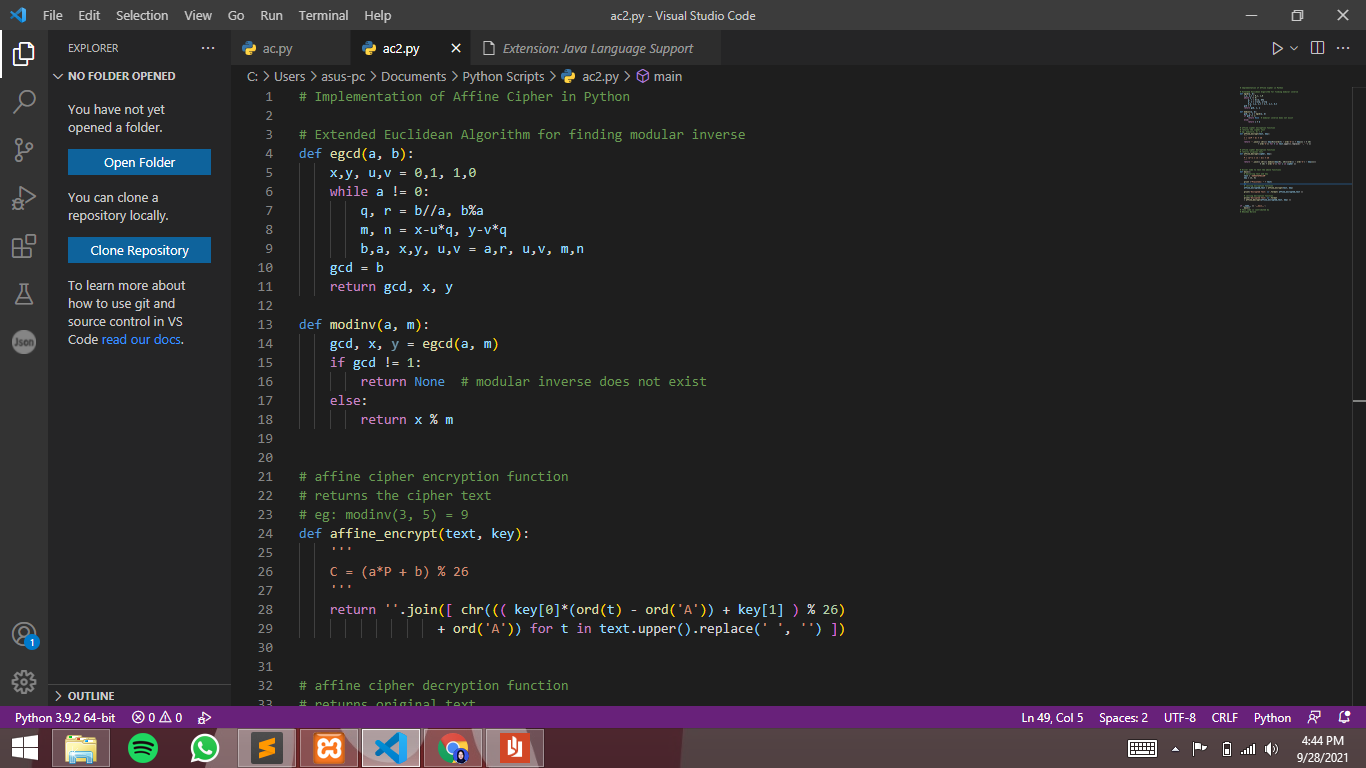 File Edit Selection View Go Run Terminal Help ac2.py - Visual Studio Code
EXPLORER
NO FOLDER OPENED
You have not yet
opened a folder.
Open Folder
You can clone a
repository locally.
Clone Repository
To learn more about
how to use git and
source control in VS
Code read our docs.
OUTLINE
Json
1
ac.py ac2.py Extension: Java Language Support
C: > Users > asus-pc > Documents > Python Scripts > ac2.py > main
1 # Implementation of Affine Cipher in Python
2
3 # Extended Euclidean Algorithm for finding modular inverse
4 def egcd(a, b):
5 x,y, u,v = 0,1, 1,0
6 while a != 0:
7 q, r = b//a, b%a
8 m, n = x-u*q, y-v*q
9 b,a, x,y, u,v = a,r, u,v, m,n
10 gcd = b
11 return gcd, x, y
12
13 def modinv(a, m):
14 gcd, x, y = egcd(a, m)
15 if gcd != 1:
16 return None # modular inverse does not exist
17 else:
18 return x % m
19
20
21 # affine cipher encryption function
22 # returns the cipher text
23 # eg: modinv(3, 5) = 9
24 def affine_encrypt(text, key):
25 '''
26 C = (a*P + b) % 26
27 '''
28 return ''.join([ chr((( key[0]*(ord(t) - ord('A')) + key[1] ) % 26)
29 + ord('A')) for t in text.upper().replace(' ', '') ])
30
31
32 # affine cipher decryption function
33 # returns original text
Python 3.9.2 64-bit 0 0 Ln 49, Col 5 Spaces: 2 UTF-8 CRLF Python
4:44 PM
9/28/2021